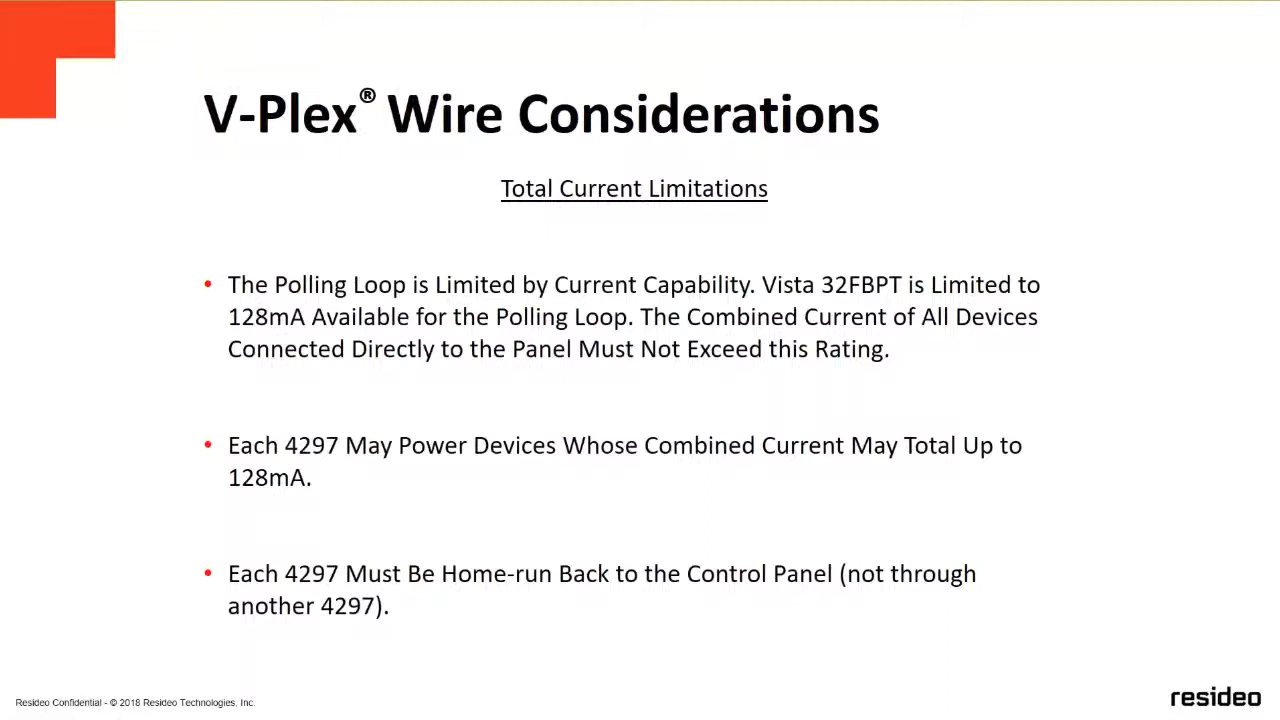 V-Plex® Wire Considerations
Total Current Limitations
• The Polling Loop is Limited by Current Capability. Vista 32FBPT is Limited to
128mA Available for the Polling Loop. The Combined Current of All Devices
Connected Directly to the Panel Must Not Exceed this Rating.
• Each 4297 May Power Devices Whose Combined Current May Total Up to
128mA.
• Each 4297 Must Be Home-run Back to the Control Panel (not through
another 4297).
Resideo Confidential - © 2018 Resideo Technologies, Inc.
resideo